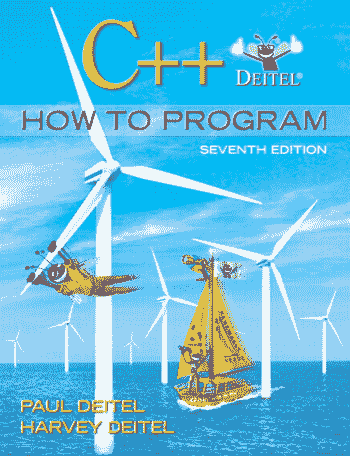 C++
DEITEL®
HOW TO PROGRAM
SEVENTH EDITION
PAUL DEITEL
HARVEY DEITEL